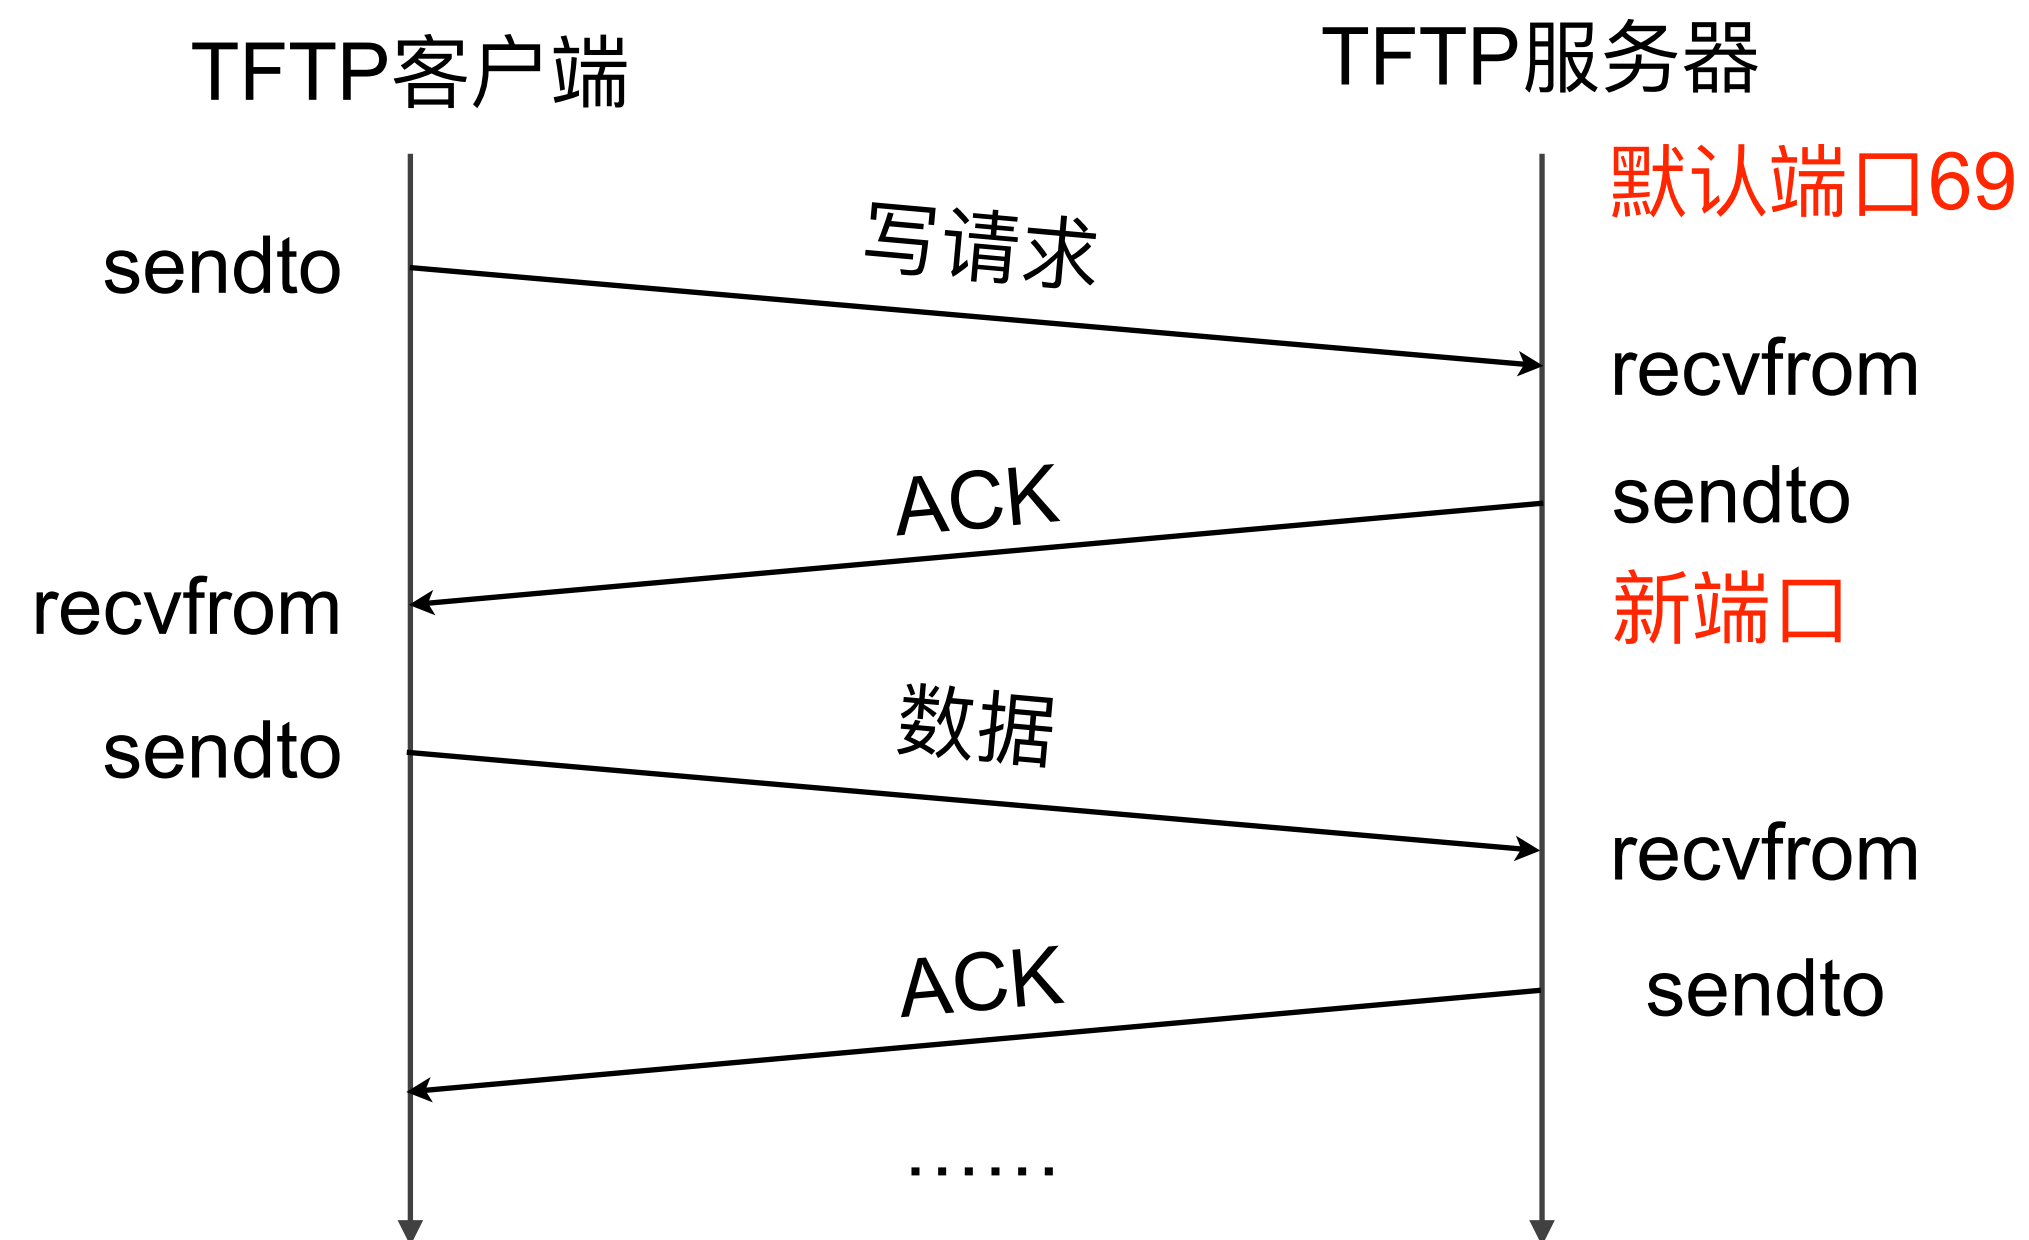 TFTP客户端
TFTP服务器
默认端口69
写请求
sendto
recvfrom
ACK
sendto
新端口
recvfrom
数据
sendto
recvfrom
ACK
sendto
……